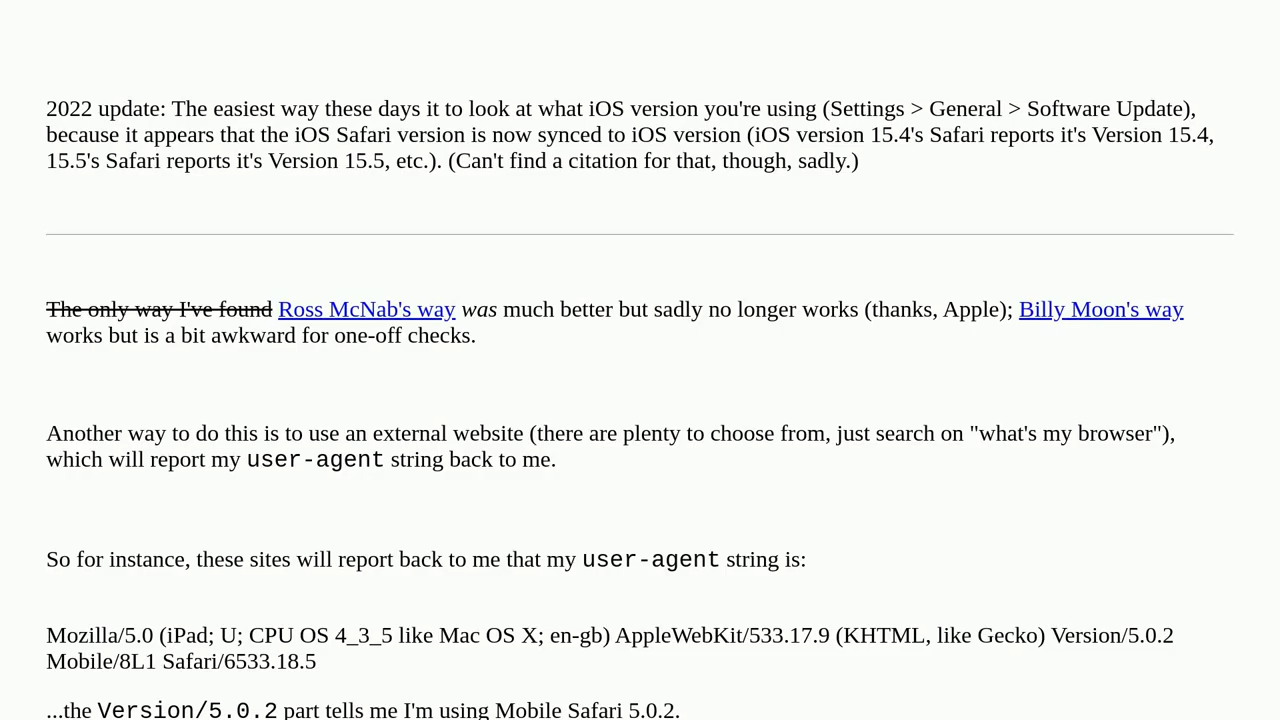 2022 update: The easiest way these days it to look at what iOS version you're using (Settings > General > Software Update),
because it appears that the iOS Safari version is now synced to iOS version (iOS version 15.4's Safari reports it's Version 15.4,
15.5's Safari reports it's Version 15.5, etc.). (Can't find a citation for that, though, sadly.)
The only way I've found Ross McNab's way was much better but sadly no longer works (thanks, Apple); Billy Moon's way
works but is a bit awkward for one-off checks.
Another way to do this is to use an external website (there are plenty to choose from, just search on "what's my browser"),
which will report my user-agent string back to me.
So for instance, these sites will report back to me that my user-agent string is:
Mozilla/5.0 (iPad; U; CPU OS 4_3_5 like Mac OS X; en-gb) AppleWebKit/533.17.9 (KHTML, like Gecko) Version/5.0.2
Mobile/8L1 Safari/6533.18.5
...the Version/5.0.2 part tells me I'm using Mobile Safari 5.0.2.